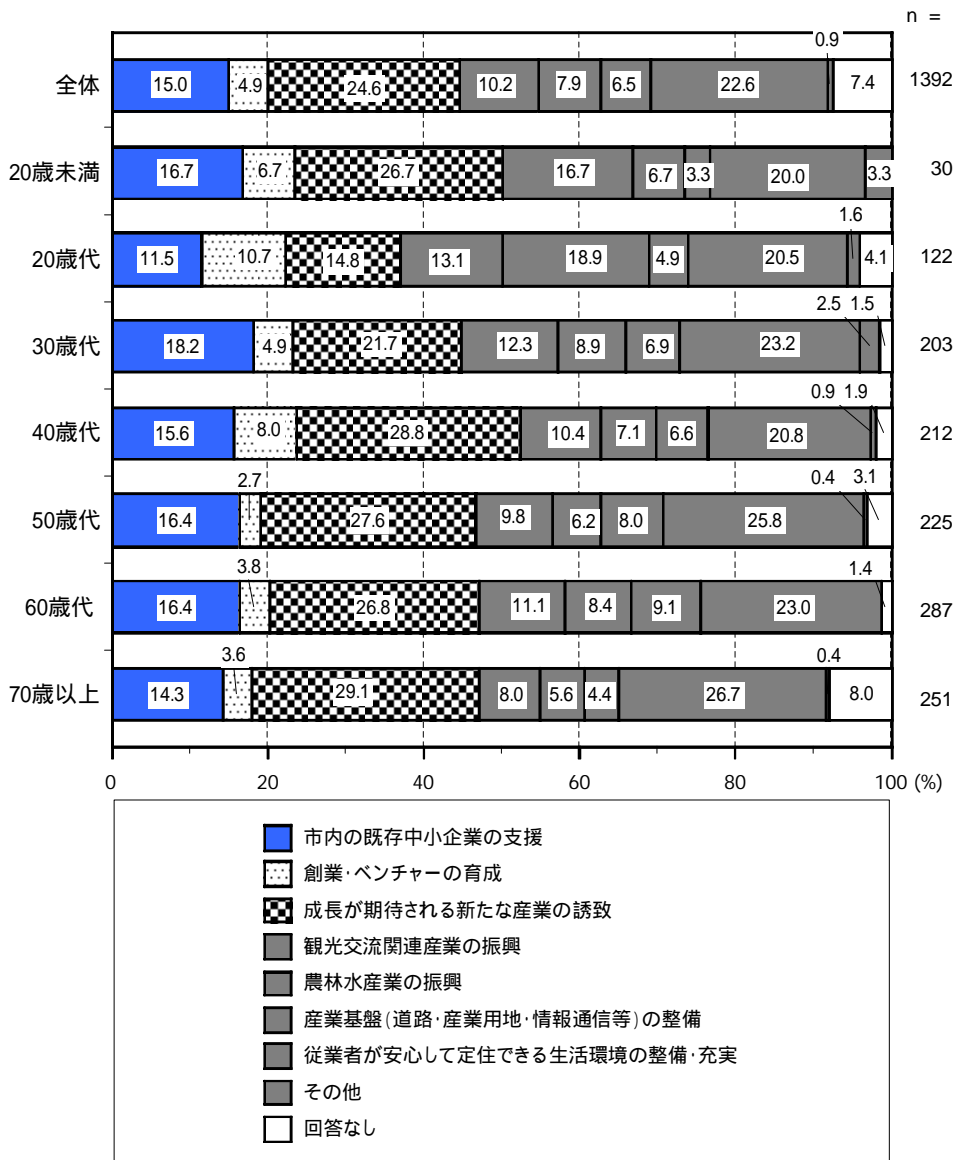 n =
0.9
全体 15.0 4.9 24.6 10.2 7.9 6.5 22.6 7.4 1392
20歳未満 16.7 6.7 26.7 16.7 6.7 3.3 20.0 3.3 30
1.6
20歳代 11.5 10.7 14.8 13.1 18.9 4.9 20.5 4.1 122
2.5 1.5
30歳代 18.2 4.9 21.7 12.3 8.9 6.9 23.2 203
0.9 1.9
40歳代 15.6 8.0 28.8 10.4 7.1 6.6 20.8 212
2.7 0.4 3.1
50歳代 16.4 27.6 9.8 6.2 8.0 25.8 225
3.8 1.4
60歳代 16.4 26.8 11.1 8.4 9.1 23.0 287
3.6 0.4
70歳以上 14.3 29.1 8.0 5.6 4.4 26.7 8.0 251
0 20 40 60 80 100 (%)
市内の既存中小企業の支援
創業・ベンチャーの育成
成長が期待される新たな産業の誘致
観光交流関連産業の振興
農林水産業の振興
産業基盤(道路・産業用地・情報通信等)の整備
従業者が安心して定住できる生活環境の整備・充実
その他
回答なし